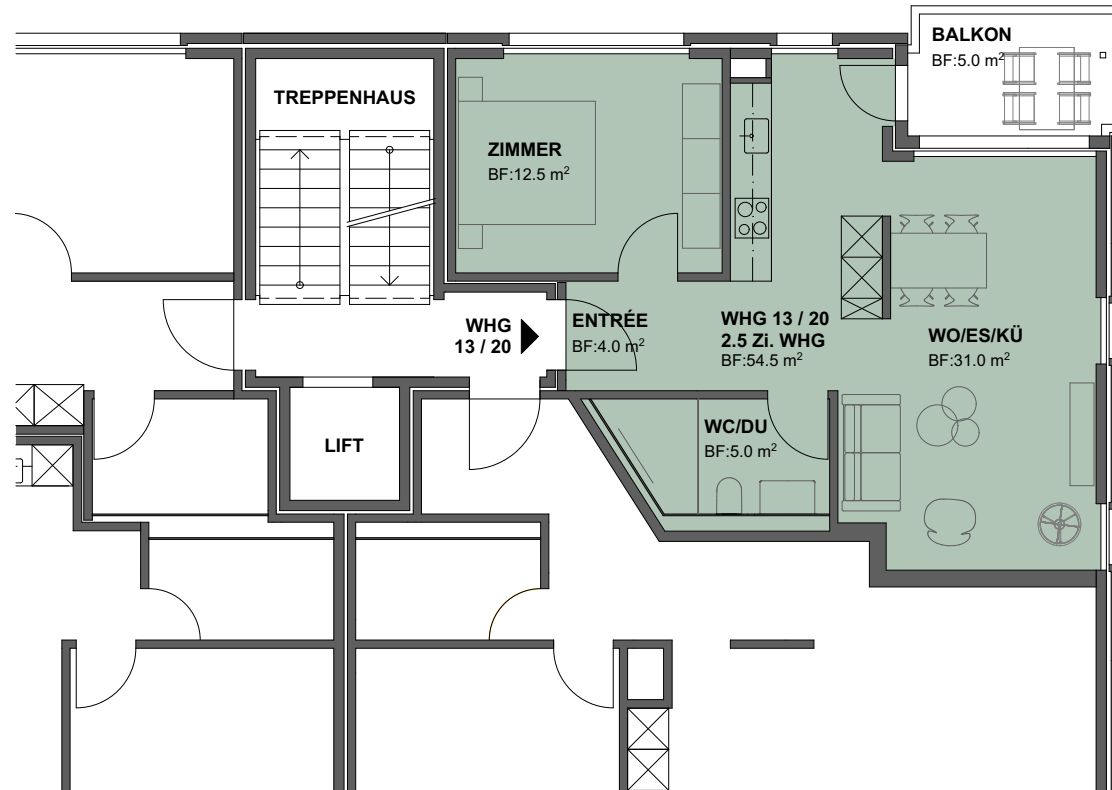 BALKON
BF:5.0 m²
TREPPENHAUS
ZIMMER
BF:12.5 m²
WHG
13 / 20
ENTRÉE
BF:4.0 m²
WHG 13 / 20
2.5 Zi. WHG
BF:54.5 m²
WO/ES/KÜ
BF:31.0 m²
LIFT
WC/DU
BF:5.0 m²